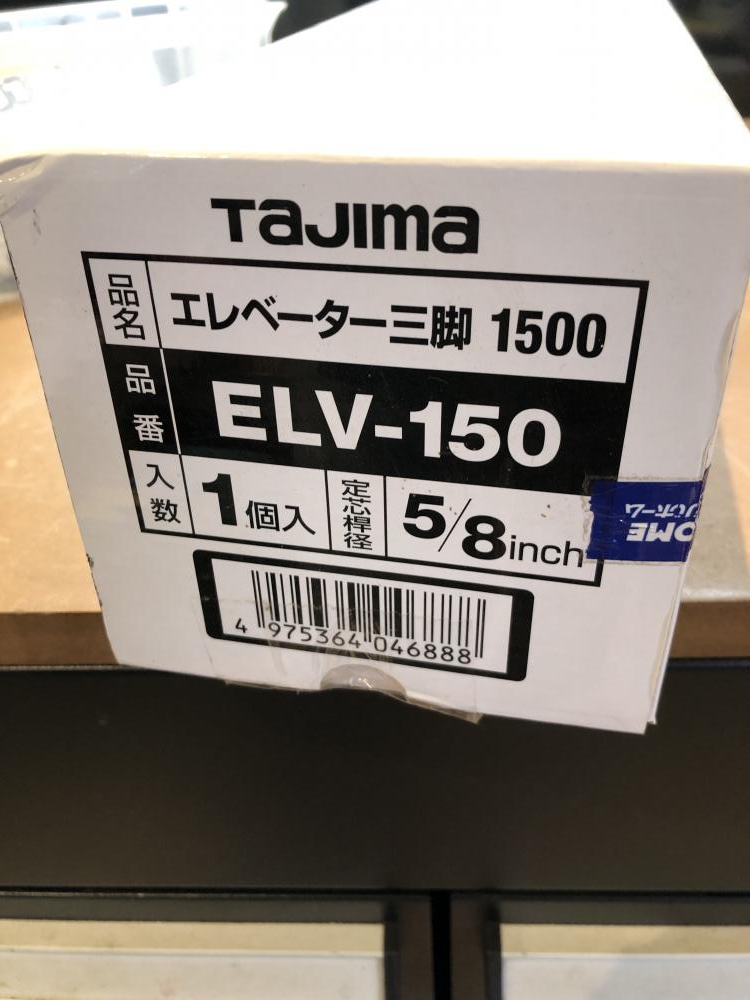 TaJIma
品名 エレベーター三脚 1500
品番 ELV-150
入数 1個入 定芯桿径 5/8inch
4 975364 046888